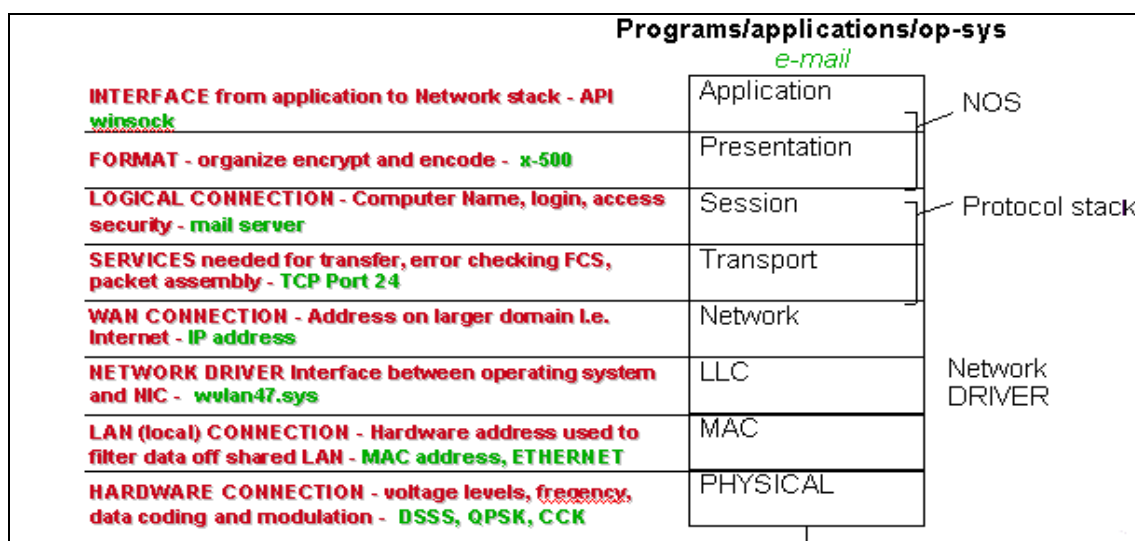 Programs/applications/op-sys
e-mail
INTERFACE from application to Network stack - API
winsock
Application
NOS
FORMAT - organize encrypt and encode - x-500
Presentation
LOGICAL CONNECTION - Computer Name, login, access
security - mail server
Session
Protocol stack
SERVICES needed for transfer, error checking FCS,
packet assembly - TCP Port 24
Transport
WAN CONNECTION - Address on larger domain I.e.
Internet - IP address
Network
NETWORK DRIVER Interface between operating system
and NIC - wvlan47.sys
LLC
Network
DRIVER
LAN (local) CONNECTION - Hardware address used to
filter data off shared LAN - MAC address, ETHERNET
MAC
HARDWARE CONNECTION - voltage levels, freqency,
data coding and modulation - DSSS, QPSK, CCK
PHYSICAL